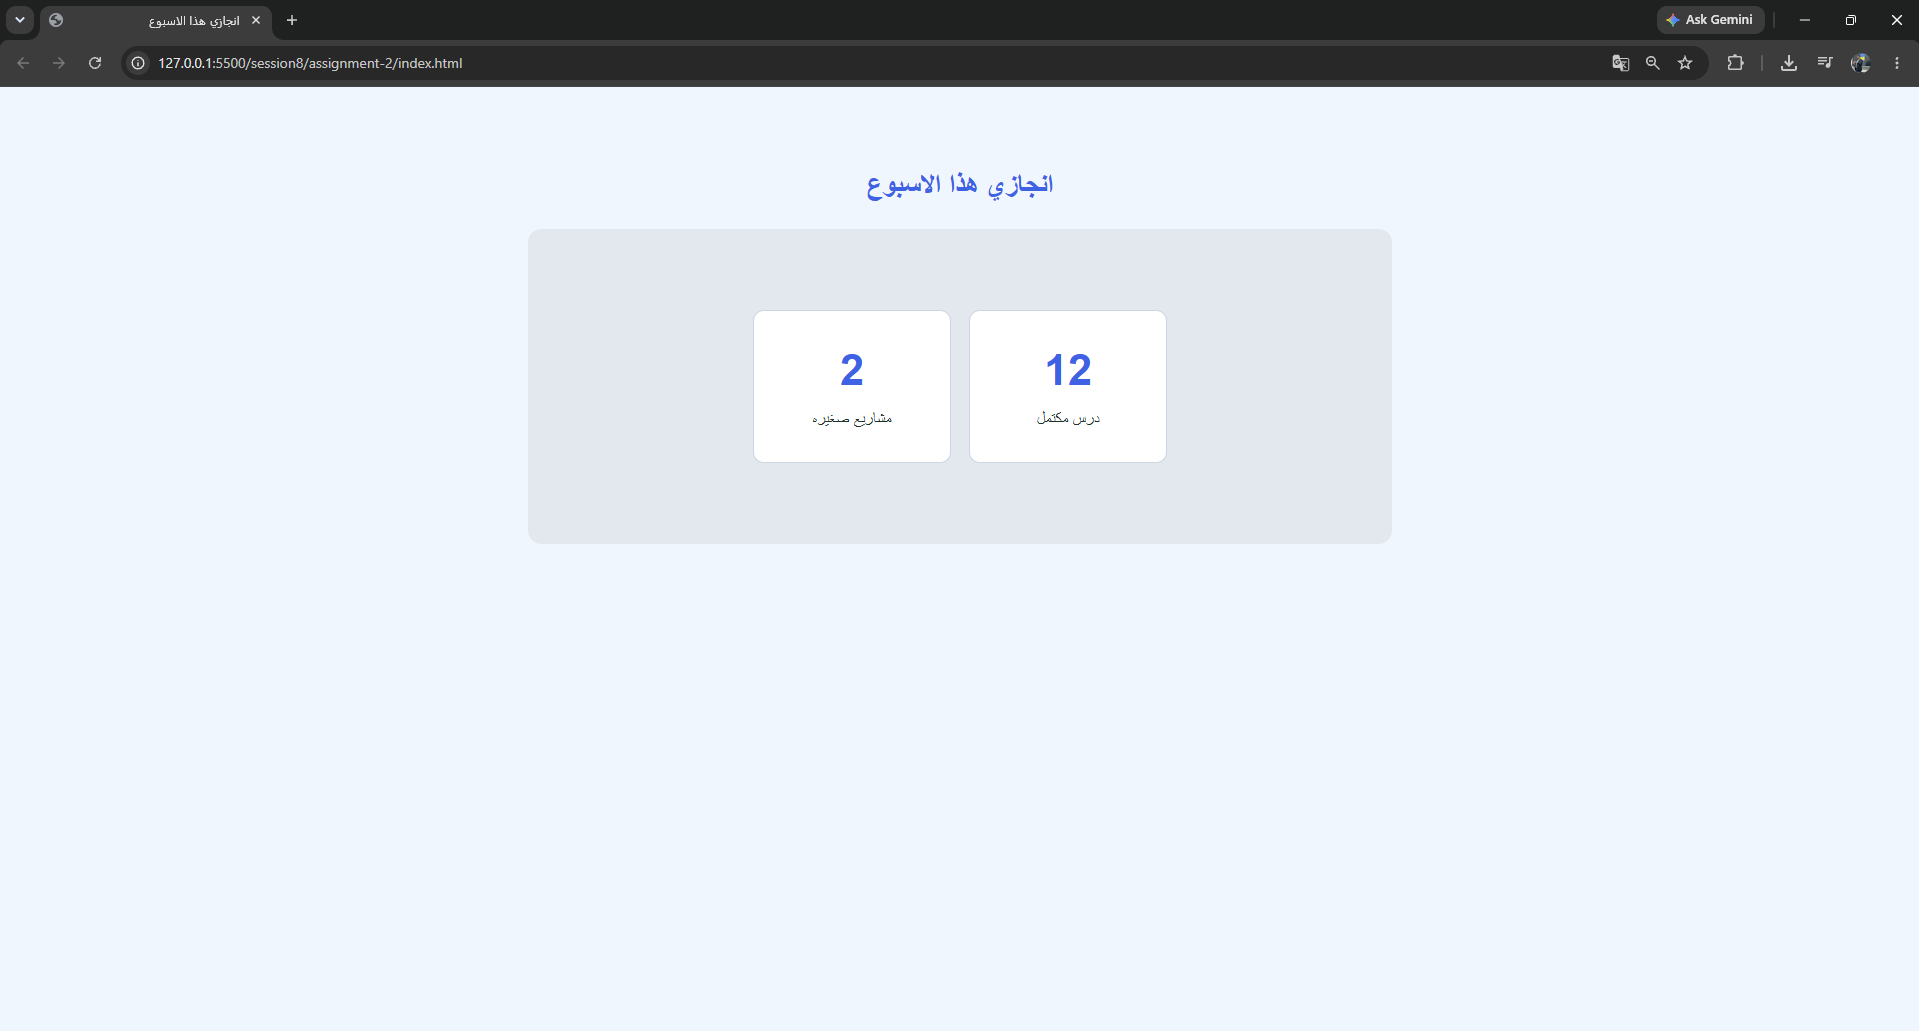 انجازي هذا الاسبوع
Ask Gemini
127.0.0.1:5500/session8/assignment-2/index.html
انجازي هذا الاسبوع
12
درس مكتمل
2
مشاريع صغيره